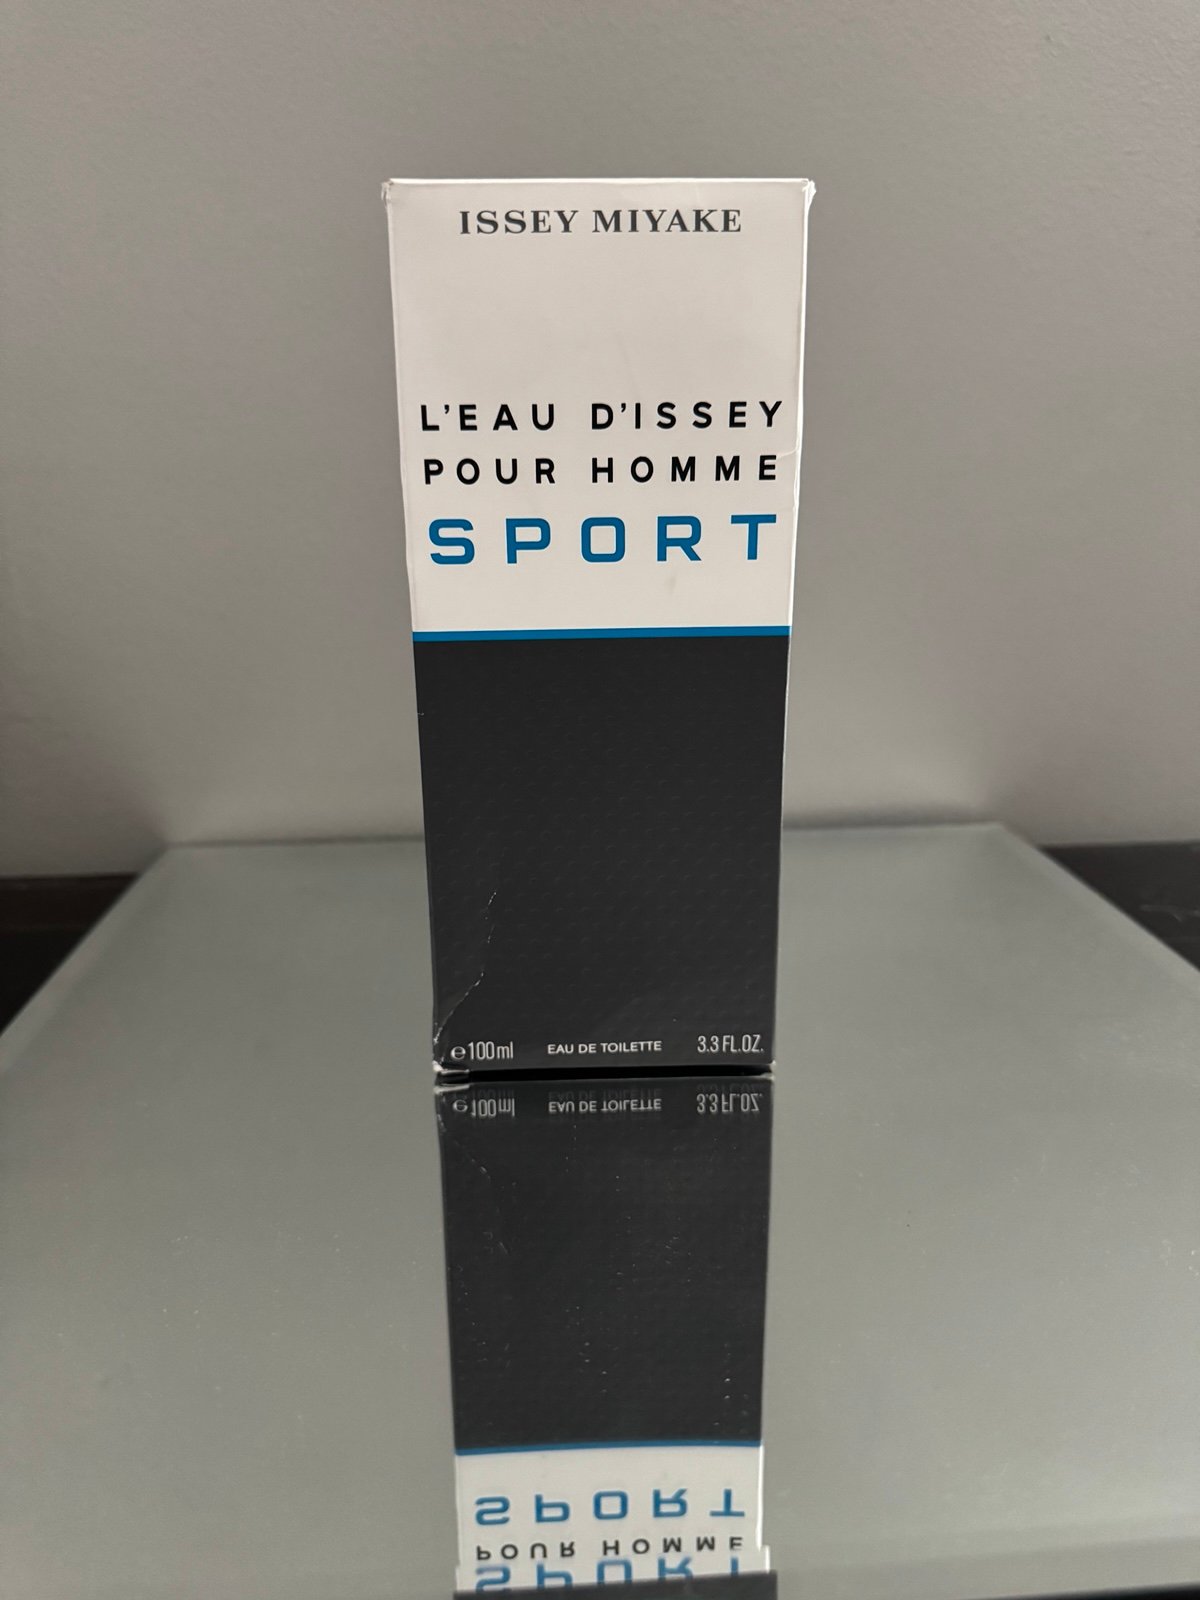 ISSEY MIYAKE
L'EAU D'ISSEY
POUR HOMME
SPORT
℮100ml EAU DE TOILETTE 3.3 FL.OZ.